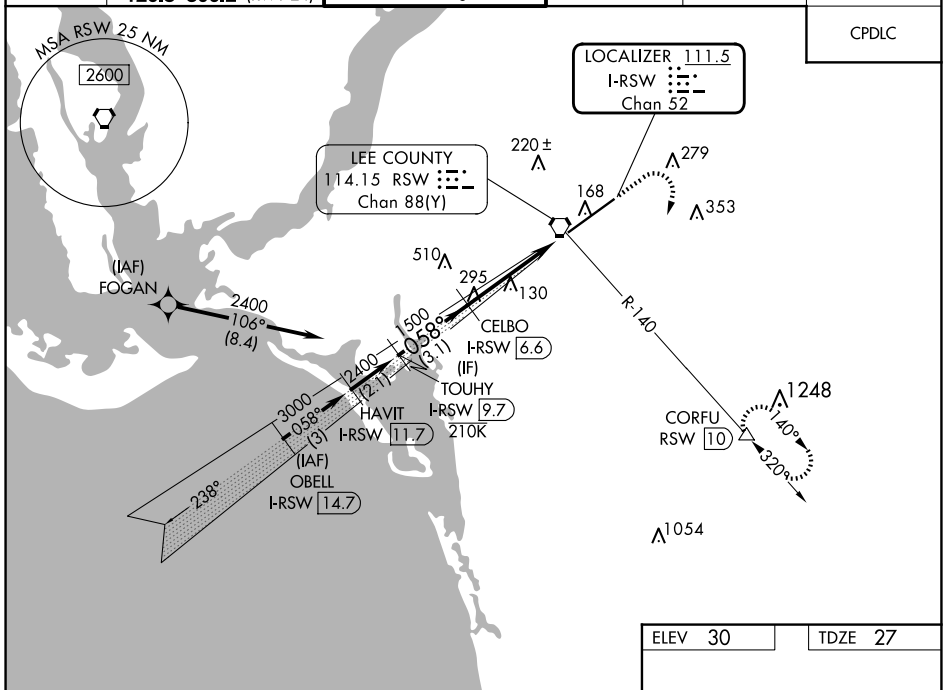 CPDLC
MSA RSW 25 NM
2600
LOCALIZER 111.5
I-RSW
Chan 52
LEE COUNTY
114.15 RSW
Chan 88(Y)
220 ±
279
168
353
510
295
130
(IAF)
FOGAN
2400
106°
(8.4)
1500
058°
(3.1)
CELBO
I-RSW 6.6
(IF)
TOUHY
I-RSW 9.7
210K
2400
(2.1)
HAVIT
I-RSW 11.7
3000
058°
(3)
(IAF)
OBELL
I-RSW 14.7
238°
R-140
CORFU
RSW 10
1248
140°
320°
1054
ELEV 30
TDZE 27